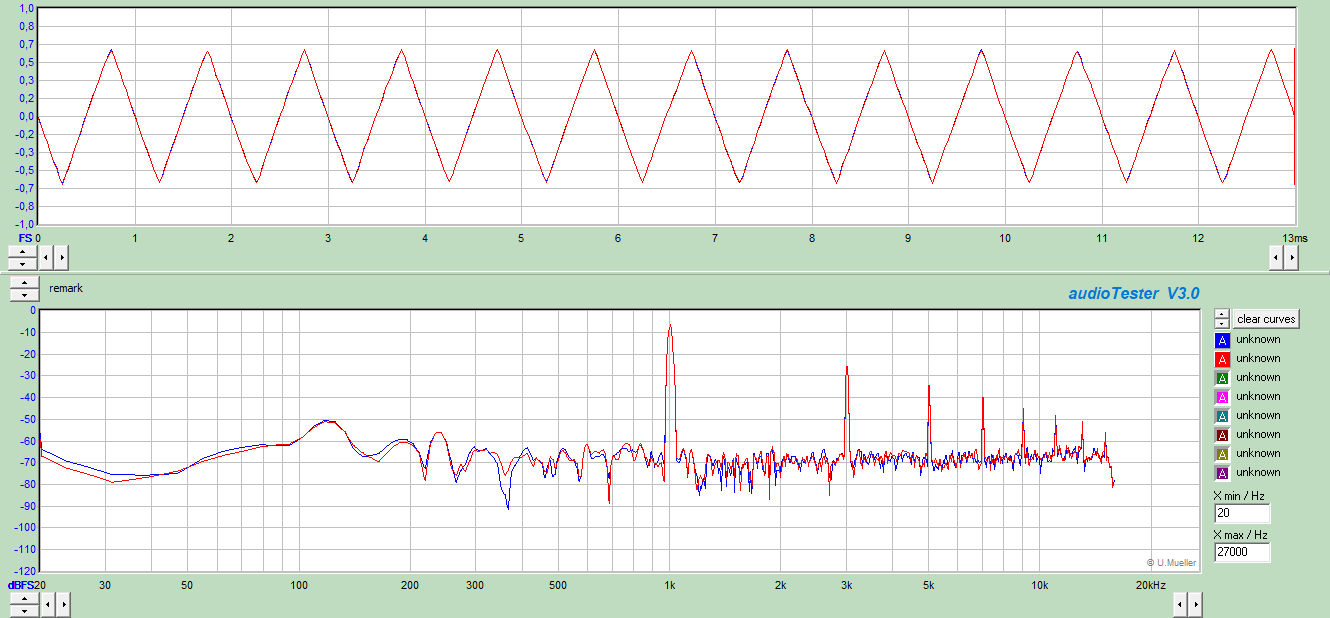 1,0
0,8
0,7
0,5
0,3
0,2
0,0
-0,2
-0,3
-0,5
-0,7
-0,8
-1,0
FS 0 1 2 3 4 5 6 7 8 9 10 11 12 13ms
remark
audioTester V3.0
clear curves
A unknown
A unknown
A unknown
A unknown
A unknown
A unknown
A unknown
A unknown
X min / Hz
20
X max / Hz
27000
0
-10
-20
-30
-40
-50
-60
-70
-80
-90
-100
-110
-120
© U.Mueller
dBFS 20 30 50 100 200 300 500 1k 2k 3k 5k 10k 20kHz